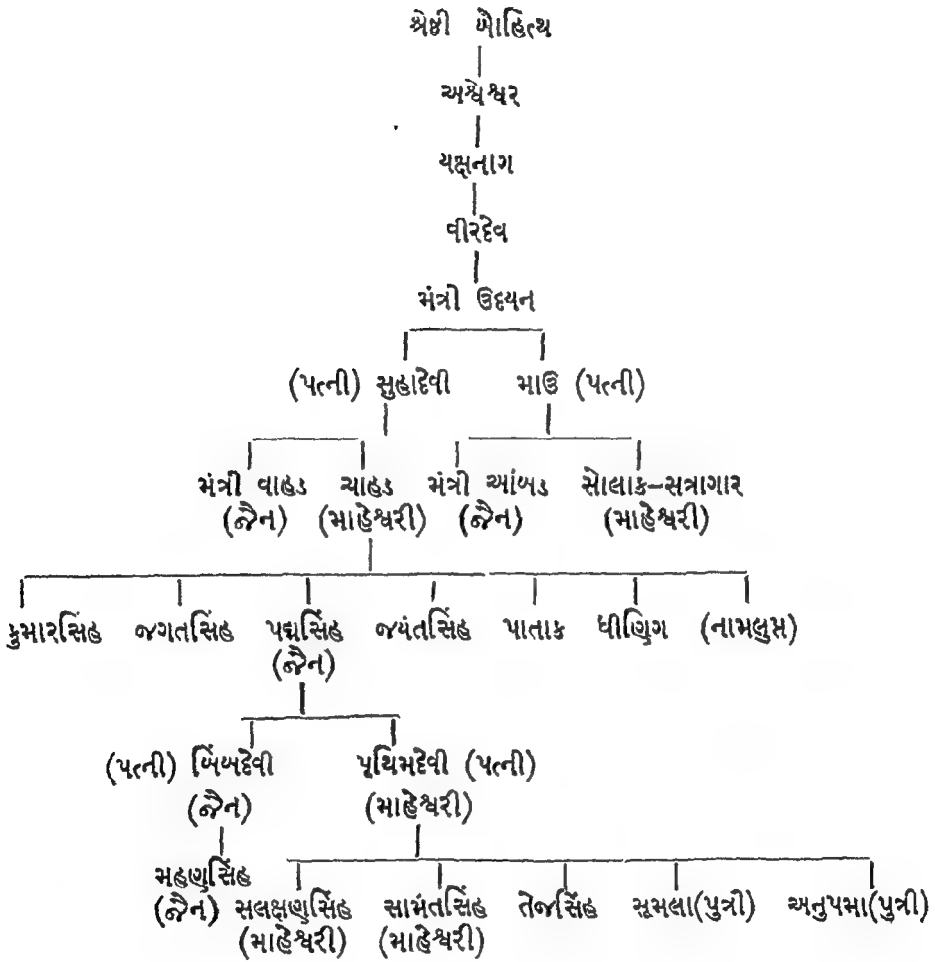 શ્રેષ્ઠી ખૌહિત્થ
અશ્વેશ્વર
યક્ષનાગ
વીરદેવ
મંત્રી ઉદયન
(પત્ની) સુહાદેવી માઉ (પત્ની)
મંત્રી વાહડ ચાહડ મંત્રી આંબડ સોલાક-સત્રાગાર
(જૈન) (માહેશ્વરી) (જૈન) (માહેશ્વરી)
કુમારસિંહ જગતસિંહ પદ્મસિંહ જયંતસિંહ પાતાક ધીણિગ (નામલુપ્ત)
(જૈન)
(પત્ની) બિંબદેવી પૃથિમદેવી (પત્ની)
(જૈન) (માહેશ્વરી)
મહણસિંહ
(જૈન) સલક્ષણસિંહ સામંતસિંહ તેજસિંહ સૂમલા(પુત્રી) અનુપમા(પુત્રી)
(માહેશ્વરી) (માહેશ્વરી)